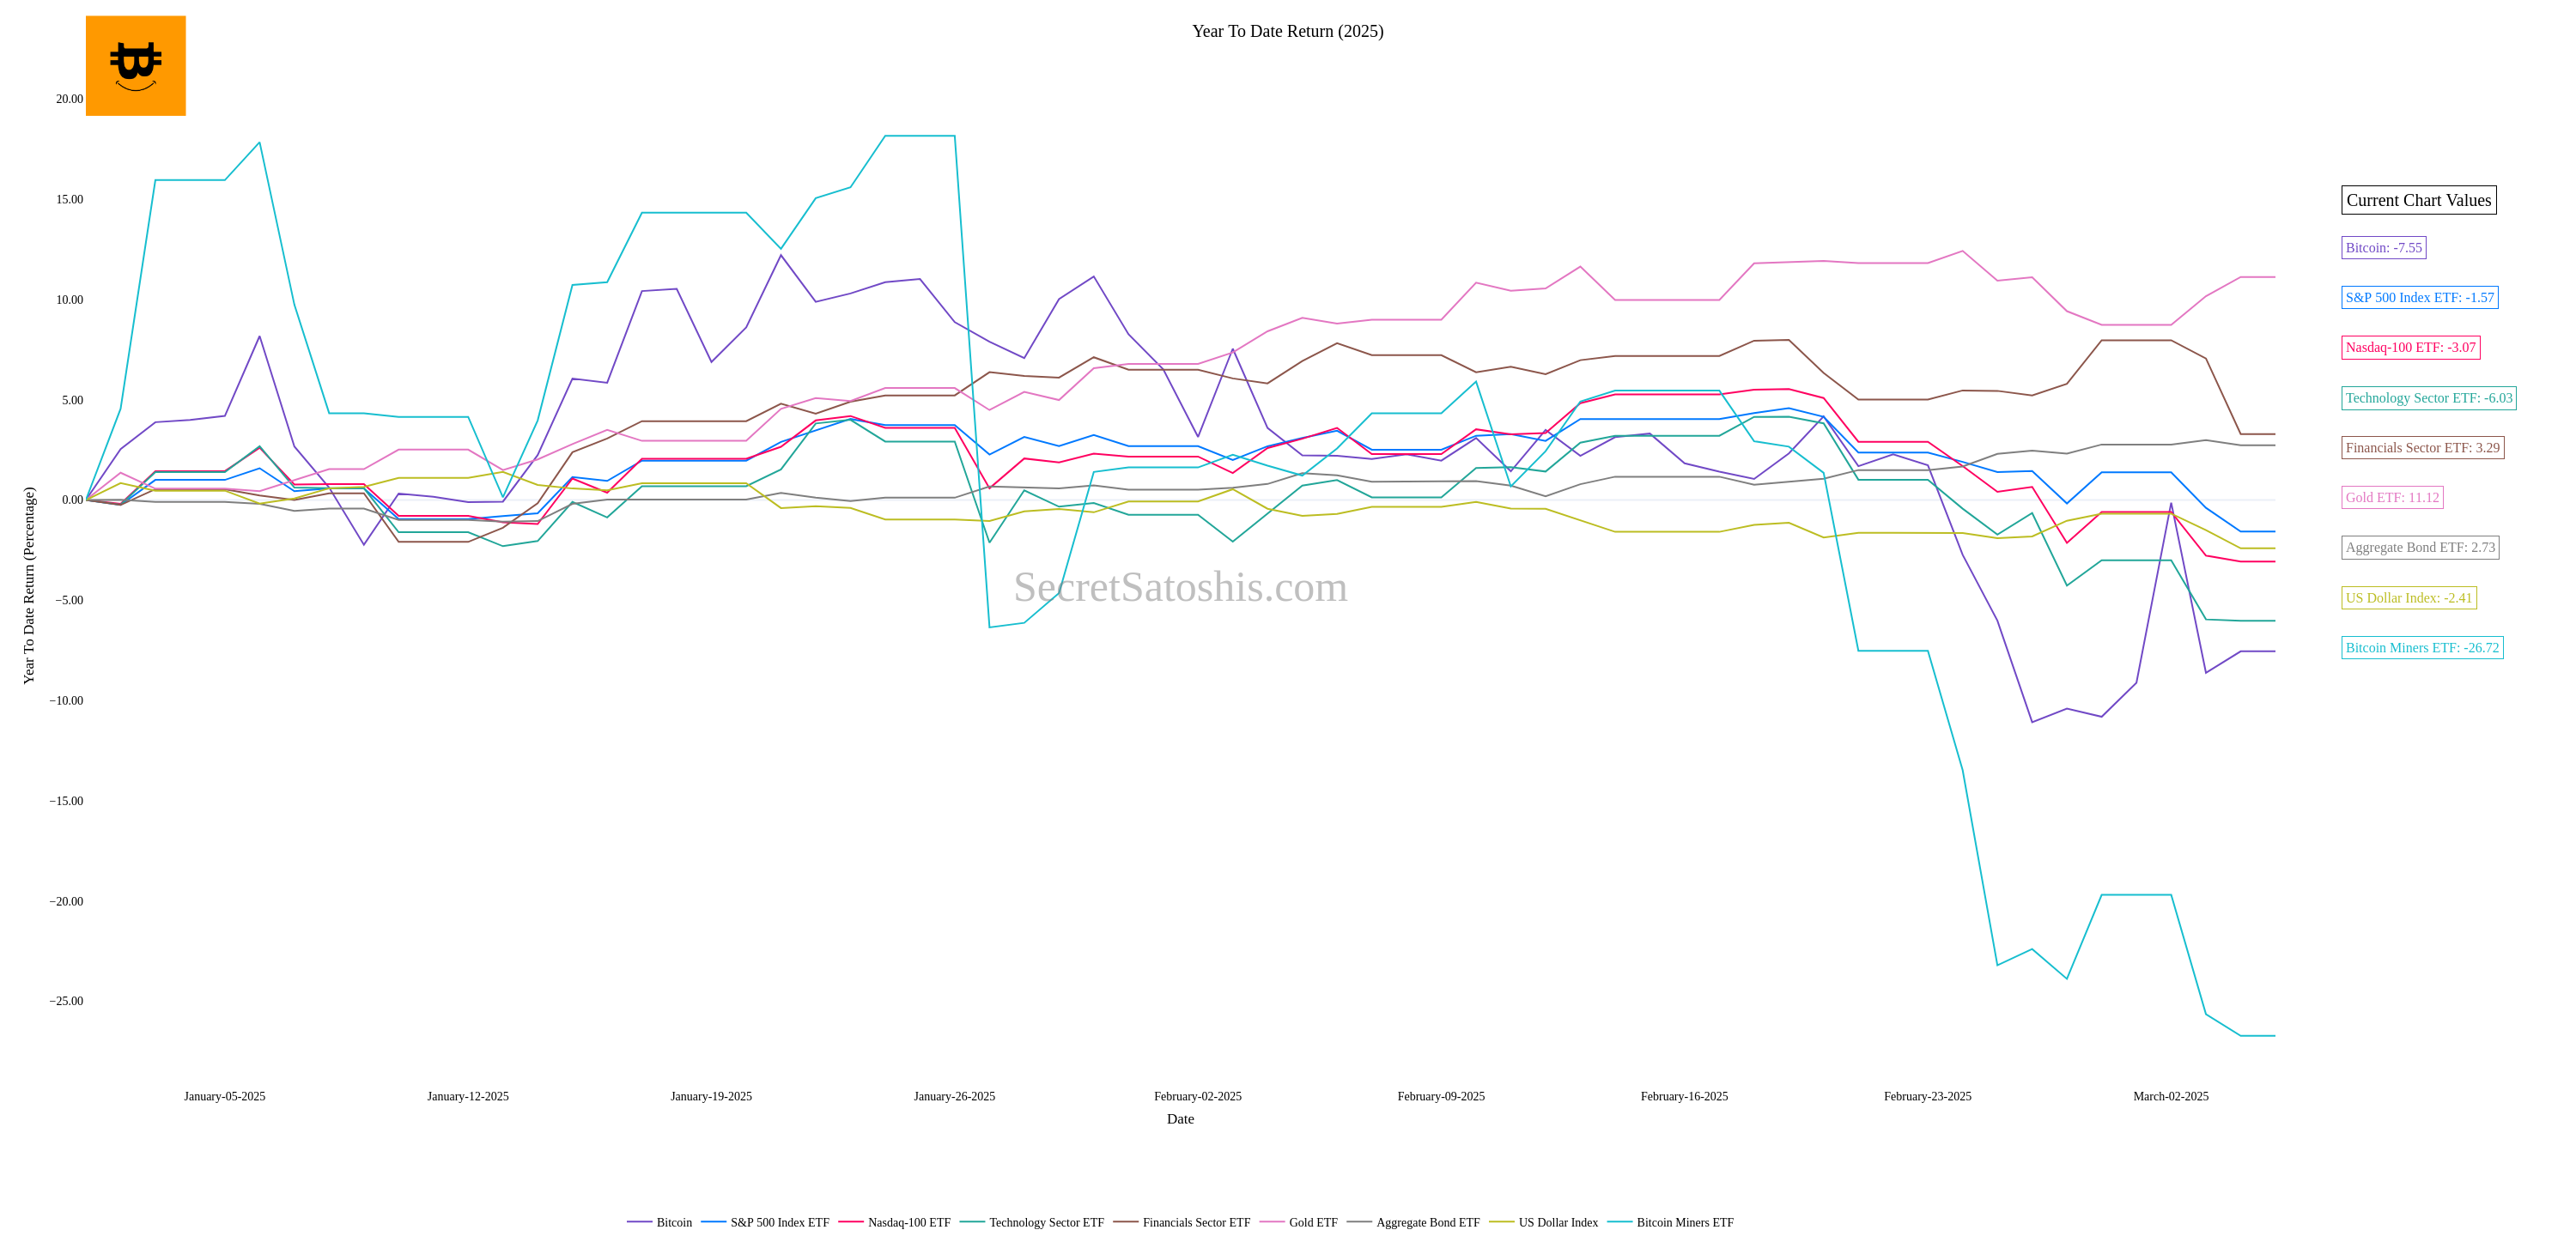 Year To Date Return (2025)
20.00
15.00
10.00
5.00
0.00
−5.00
−10.00
−15.00
−20.00
−25.00
Year To Date Return (Percentage)
SecretSatoshis.com
Current Chart Values
Bitcoin: -7.55
S&P 500 Index ETF: -1.57
Nasdaq-100 ETF: -3.07
Technology Sector ETF: -6.03
Financials Sector ETF: 3.29
Gold ETF: 11.12
Aggregate Bond ETF: 2.73
US Dollar Index: -2.41
Bitcoin Miners ETF: -26.72
January-05-2025 January-12-2025 January-19-2025 January-26-2025 February-02-2025 February-09-2025 February-16-2025 February-23-2025 March-02-2025
Date
Bitcoin S&P 500 Index ETF Nasdaq-100 ETF Technology Sector ETF Financials Sector ETF Gold ETF Aggregate Bond ETF US Dollar Index Bitcoin Miners ETF